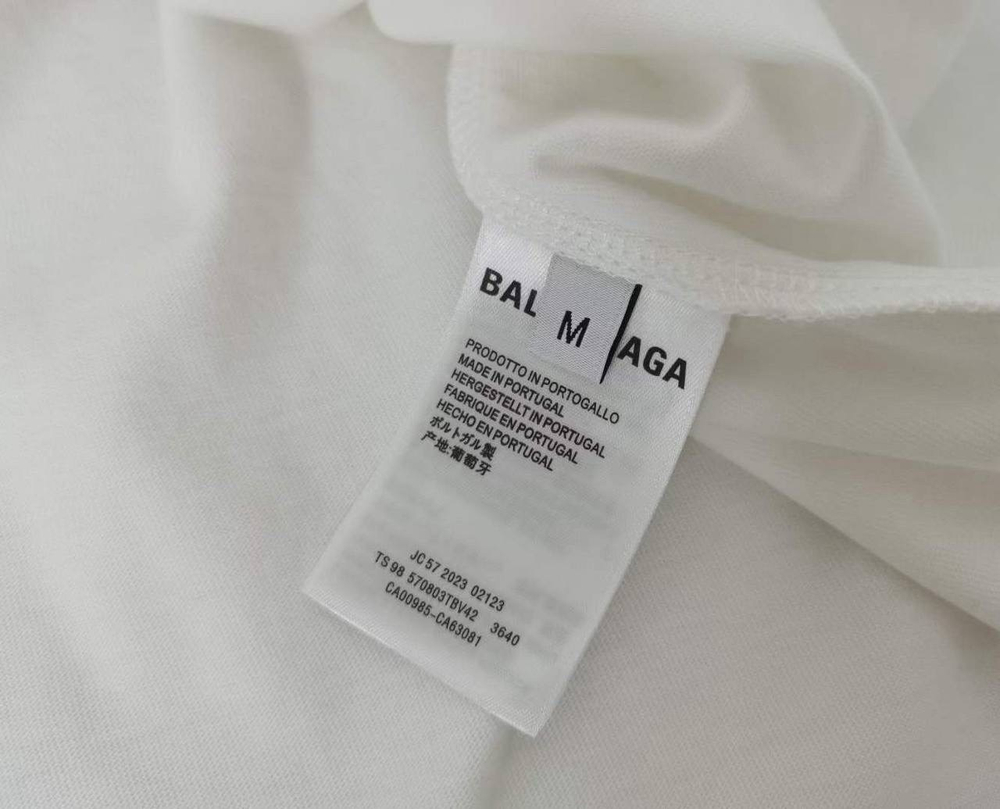 BAL AGA
M
PRODOTTO IN PORTOGALLO
MADE IN PORTUGAL
HERGESTELLT IN PORTUGAL
FABRIQUE EN PORTUGAL
HECHO EN PORTUGAL
ポルトガル製
产地:葡萄牙
JC 57 2023 02123
TS 98 570803TBV42 3640
CA00985-CA63081